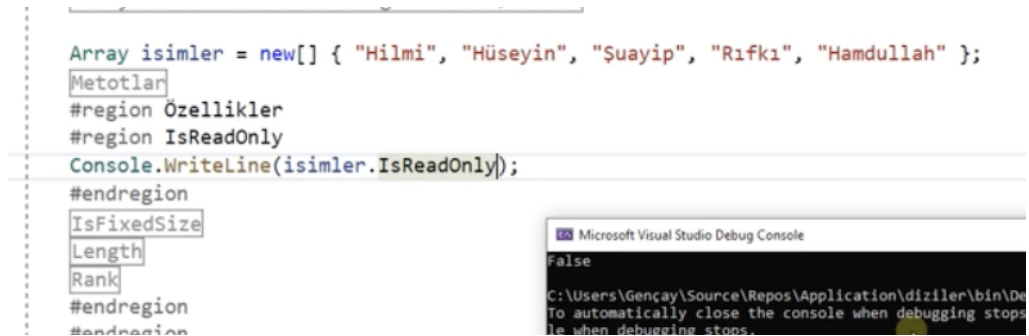 Array isimler = new[] { "Hilmi", "Hüseyin", "Şuayip", "Rıfkı", "Hamdullah" };
Metotlar
#region Özellikler
#region IsReadOnly
Console.WriteLine(isimler.IsReadOnly);
#endregion
IsFixedSize
Length
Rank
#endregion
#endregion
Microsoft Visual Studio Debug Console
False
C:\Users\Gençay\Source\Repos\Application\diziler\bin\De
To automatically close the console when debugging stops
le when debugging stops.